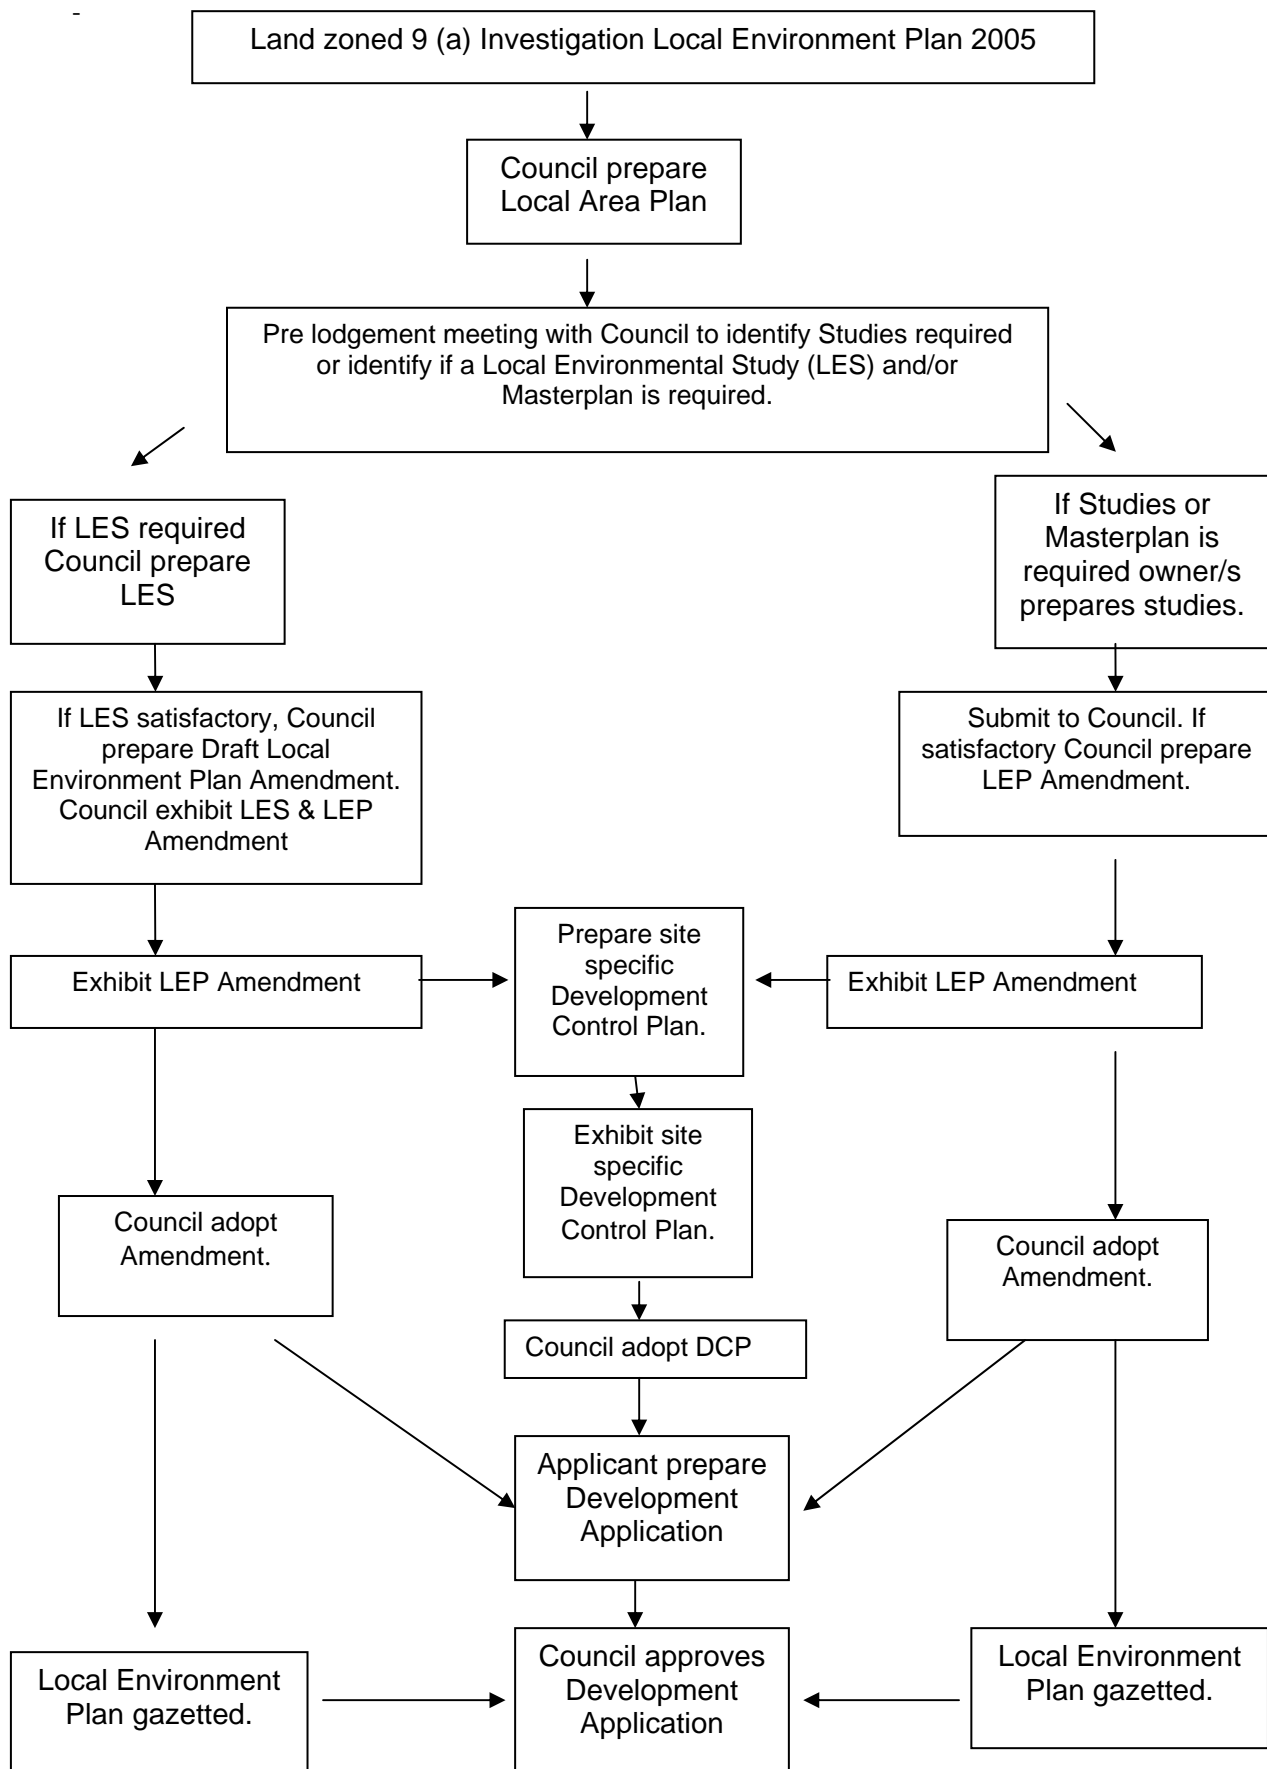 -
Land zoned 9 (a) Investigation Local Environment Plan 2005
Council prepare
Local Area Plan
Pre lodgement meeting with Council to identify Studies required
or identify if a Local Environmental Study (LES) and/or
Masterplan is required.
If LES required
Council prepare
LES
If Studies or
Masterplan is
required owner/s
prepares studies.
If LES satisfactory, Council
prepare Draft Local
Environment Plan Amendment.
Council exhibit LES & LEP
Amendment
Submit to Council. If
satisfactory Council prepare
LEP Amendment.
Exhibit LEP Amendment
Prepare site
specific
Development
Control Plan.
Exhibit LEP Amendment
Exhibit site
specific
Development
Control Plan.
Council adopt
Amendment.
Council adopt
Amendment.
Council adopt DCP
Applicant prepare
Development
Application
Local Environment
Plan gazetted.
Council approves
Development
Application
Local Environment
Plan gazetted.